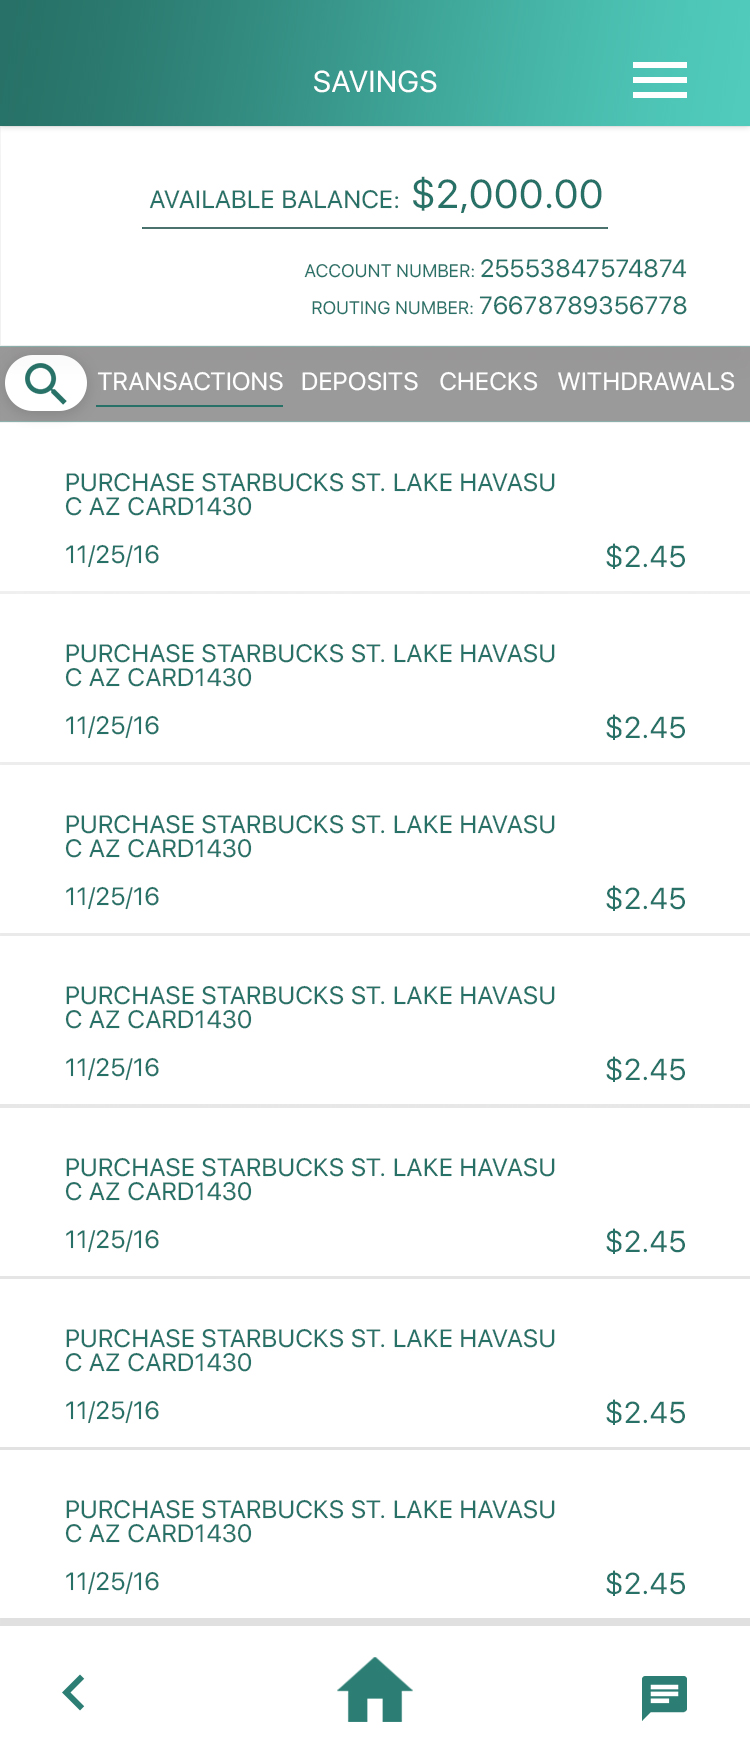 SAVINGS
AVAILABLE BALANCE: $2,000.00
ACCOUNT NUMBER: 25553847574874
ROUTING NUMBER: 76678789356778
TRANSACTIONS DEPOSITS CHECKS WITHDRAWALS
PURCHASE STARBUCKS ST. LAKE HAVASU
C AZ CARD1430
11/25/16 $2.45
PURCHASE STARBUCKS ST. LAKE HAVASU
C AZ CARD1430
11/25/16 $2.45
PURCHASE STARBUCKS ST. LAKE HAVASU
C AZ CARD1430
11/25/16 $2.45
PURCHASE STARBUCKS ST. LAKE HAVASU
C AZ CARD1430
11/25/16 $2.45
PURCHASE STARBUCKS ST. LAKE HAVASU
C AZ CARD1430
11/25/16 $2.45
PURCHASE STARBUCKS ST. LAKE HAVASU
C AZ CARD1430
11/25/16 $2.45
PURCHASE STARBUCKS ST. LAKE HAVASU
C AZ CARD1430
11/25/16 $2.45